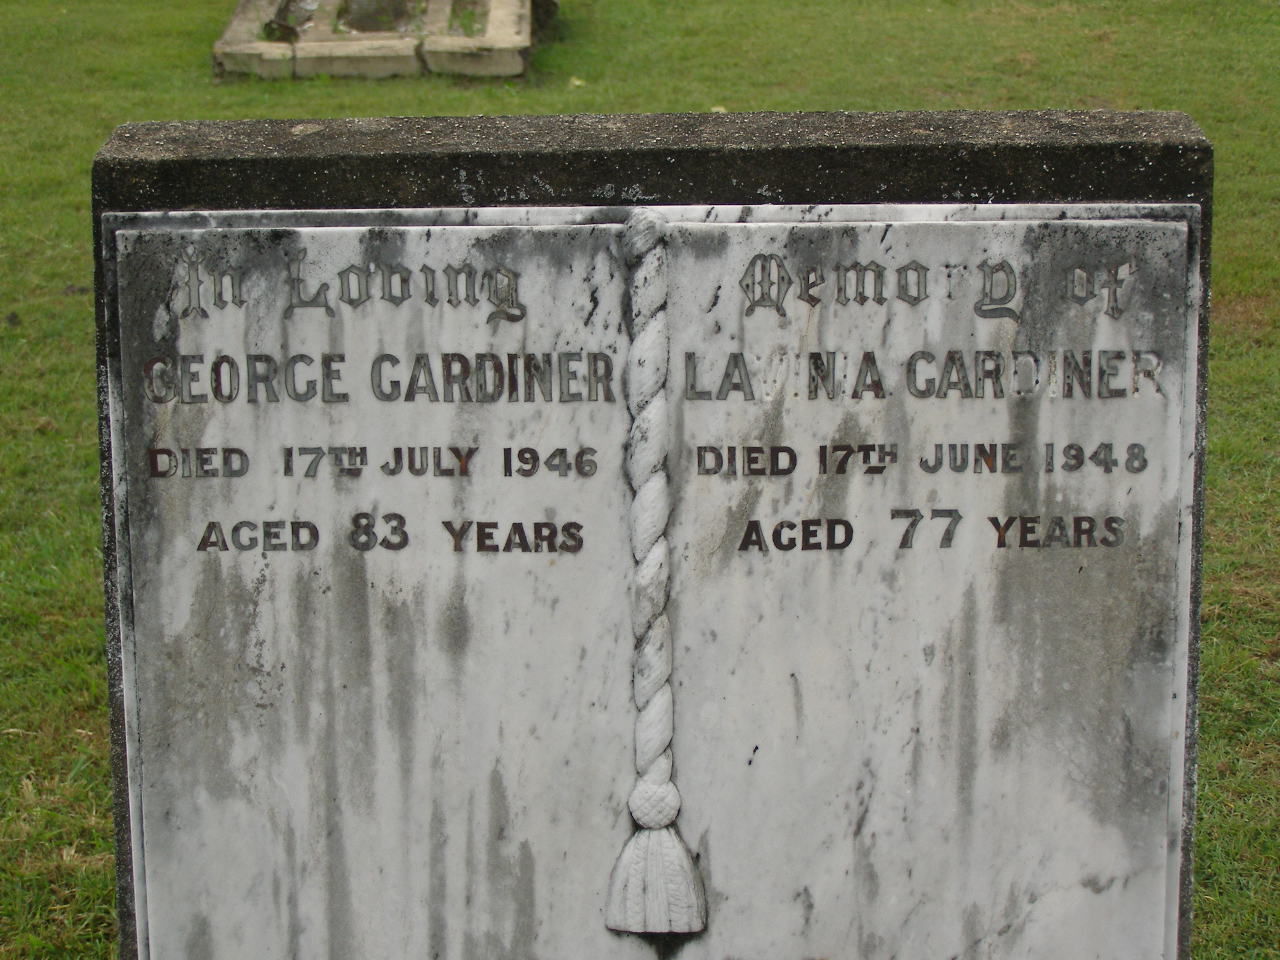 In Loving Memory of
GEORGE GARDINER
DIED 17TH JULY 1946
AGED 83 YEARS
LAVINIA GARDINER
DIED 17TH JUNE 1948
AGED 77 YEARS